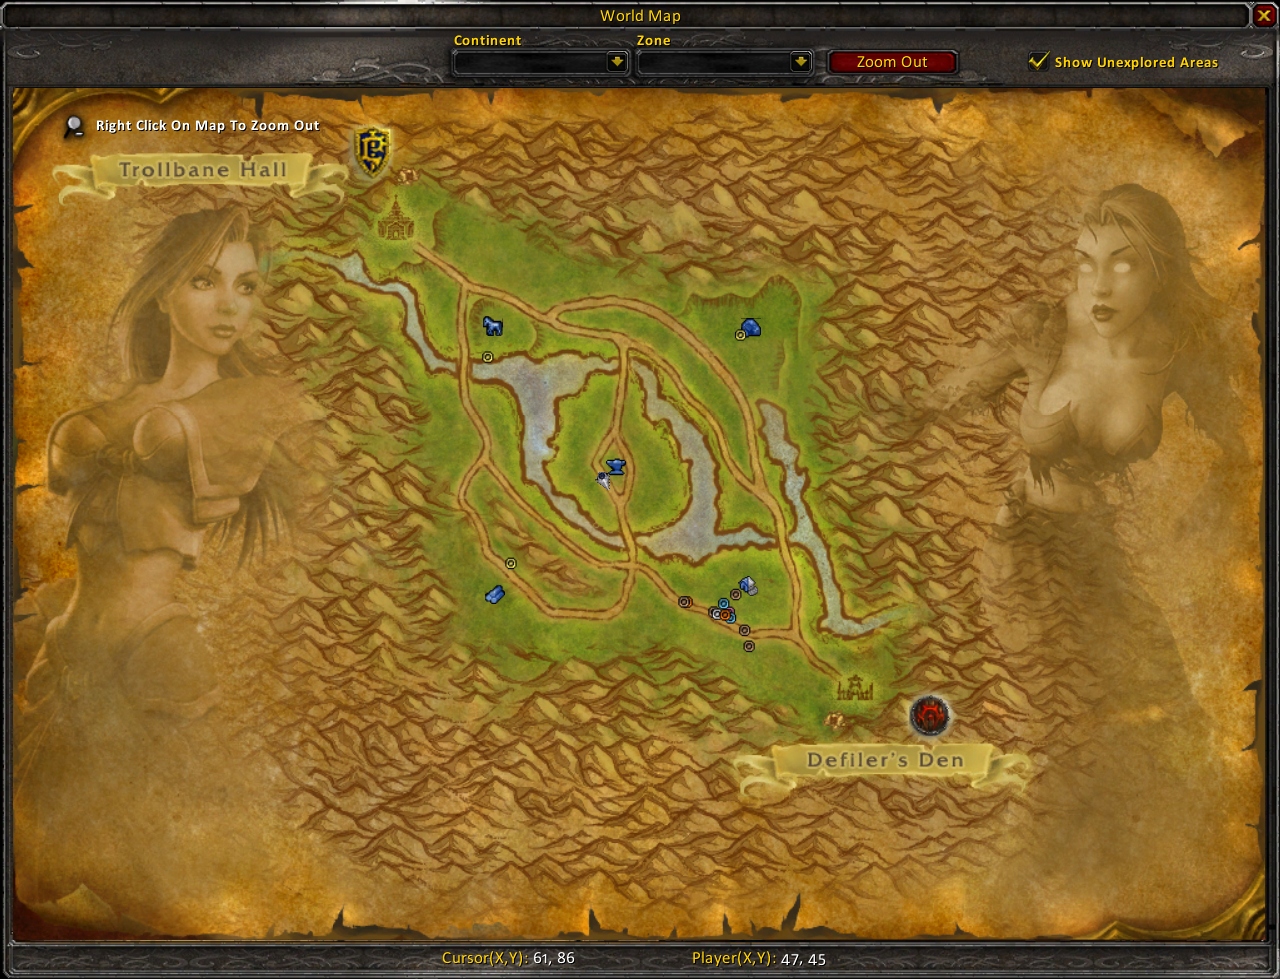 World Map
Continent
Zone
Zoom Out
Show Unexplored Areas
Right Click On Map To Zoom Out
Trollbane Hall
Defiler's Den
Cursor(X,Y): 61, 86
Player(X,Y): 47, 45